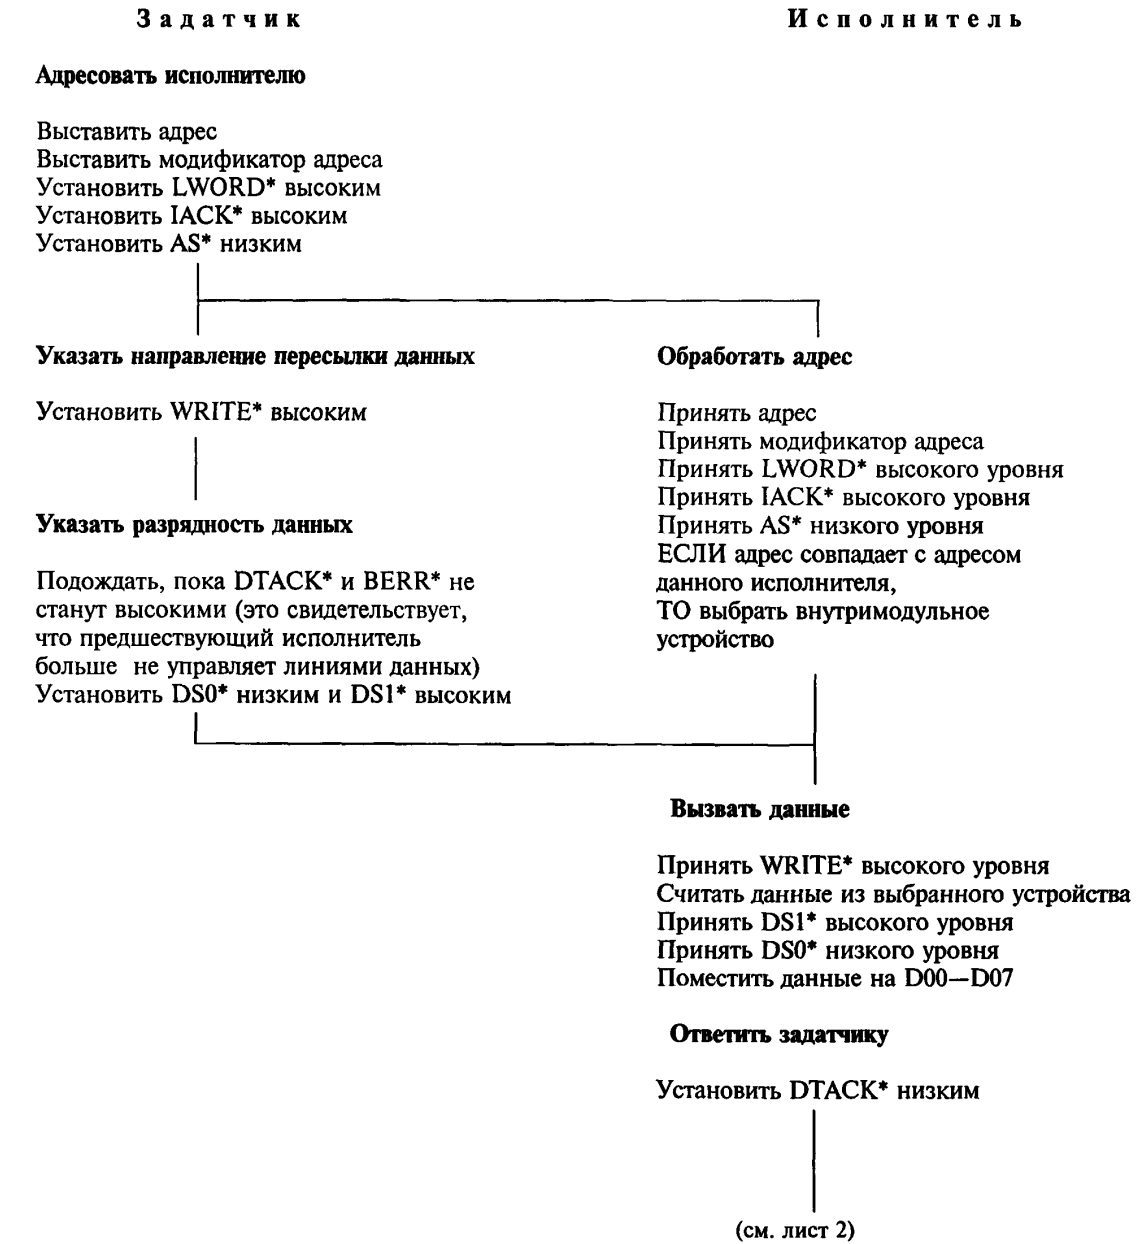 Задатчик
Исполнитель
Адресовать исполнителю
Выставить адрес
Выставить модификатор адреса
Установить LWORD* высоким
Установить IACK* высоким
Установить AS* низким
Указать направление пересылки данных
Установить WRITE* высоким
Указать разрядность данных
Подождать, пока DTACK* и BERR* не
станут высокими (это свидетельствует,
что предшествующий исполнитель
больше не управляет линиями данных)
Установить DS0* низким и DS1* высоким
Обработать адрес
Принять адрес
Принять модификатор адреса
Принять LWORD* высокого уровня
Принять IACK* высокого уровня
Принять AS* низкого уровня
ЕСЛИ адрес совпадает с адресом
данного исполнителя,
ТО выбрать внутримодульное
устройство
Вызвать данные
Принять WRITE* высокого уровня
Считать данные из выбранного устройства
Принять DS1* высокого уровня
Принять DS0* низкого уровня
Поместить данные на D00—D07
Ответить задатчику
Установить DTACK* низким
(см. лист 2)